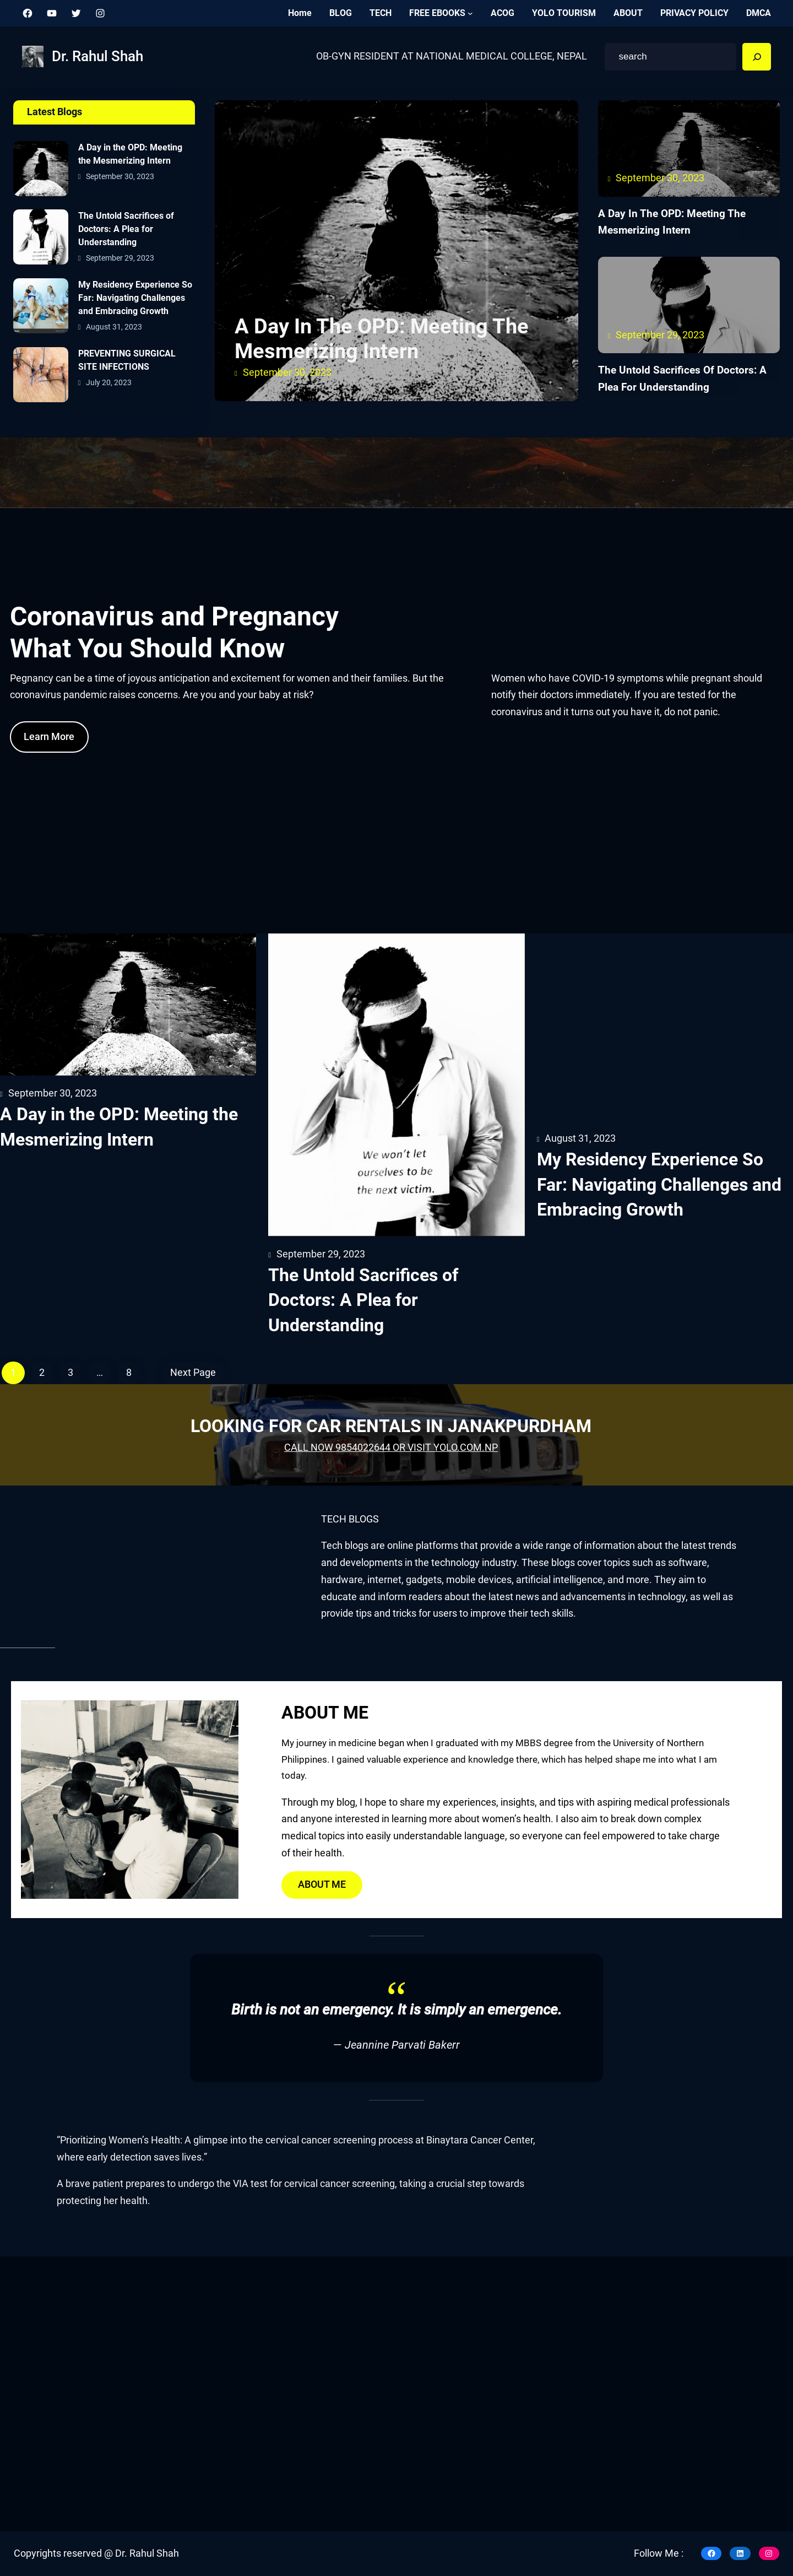 Home BLOG TECH FREE EBOOKS ACOG YOLO TOURISM ABOUT PRIVACY POLICY DMCA
Dr. Rahul Shah
OB-GYN RESIDENT AT NATIONAL MEDICAL COLLEGE, NEPAL
search
Latest Blogs
A Day in the OPD: Meeting
the Mesmerizing Intern
September 30, 2023
The Untold Sacrifices of
Doctors: A Plea for
Understanding
September 29, 2023
My Residency Experience So
Far: Navigating Challenges
and Embracing Growth
August 31, 2023
PREVENTING SURGICAL
SITE INFECTIONS
July 20, 2023
A Day In The OPD: Meeting The
Mesmerizing Intern
September 30, 2023
September 30, 2023
A Day In The OPD: Meeting The
Mesmerizing Intern
September 29, 2023
The Untold Sacrifices Of Doctors: A
Plea For Understanding
Coronavirus and Pregnancy
What You Should Know
Pegnancy can be a time of joyous anticipation and excitement for women and their families. But the
coronavirus pandemic raises concerns. Are you and your baby at risk?
Learn More
Women who have COVID-19 symptoms while pregnant should
notify their doctors immediately. If you are tested for the
coronavirus and it turns out you have it, do not panic.
September 30, 2023
A Day in the OPD: Meeting the
Mesmerizing Intern
We won't let
ourselves to be
the next victim.
September 29, 2023
The Untold Sacrifices of
Doctors: A Plea for
Understanding
August 31, 2023
My Residency Experience So
Far: Navigating Challenges and
Embracing Growth
2 3 … 8 Next Page
LOOKING FOR CAR RENTALS IN JANAKPURDHAM
CALL NOW 9854022644 OR VISIT YOLO.COM.NP
TECH BLOGS
Tech blogs are online platforms that provide a wide range of information about the latest trends
and developments in the technology industry. These blogs cover topics such as software,
hardware, internet, gadgets, mobile devices, artificial intelligence, and more. They aim to
educate and inform readers about the latest news and advancements in technology, as well as
provide tips and tricks for users to improve their tech skills.
ABOUT ME
My journey in medicine began when I graduated with my MBBS degree from the University of Northern
Philippines. I gained valuable experience and knowledge there, which has helped shape me into what I am
today.
Through my blog, I hope to share my experiences, insights, and tips with aspiring medical professionals
and anyone interested in learning more about women's health. I also aim to break down complex
medical topics into easily understandable language, so everyone can feel empowered to take charge
of their health.
ABOUT ME
“
Birth is not an emergency. It is simply an emergence.
— Jeannine Parvati Bakerr
“Prioritizing Women’s Health: A glimpse into the cervical cancer screening process at Binaytara Cancer Center,
where early detection saves lives.”
A brave patient prepares to undergo the VIA test for cervical cancer screening, taking a crucial step towards
protecting her health.
Copyrights reserved @ Dr. Rahul Shah
Follow Me :